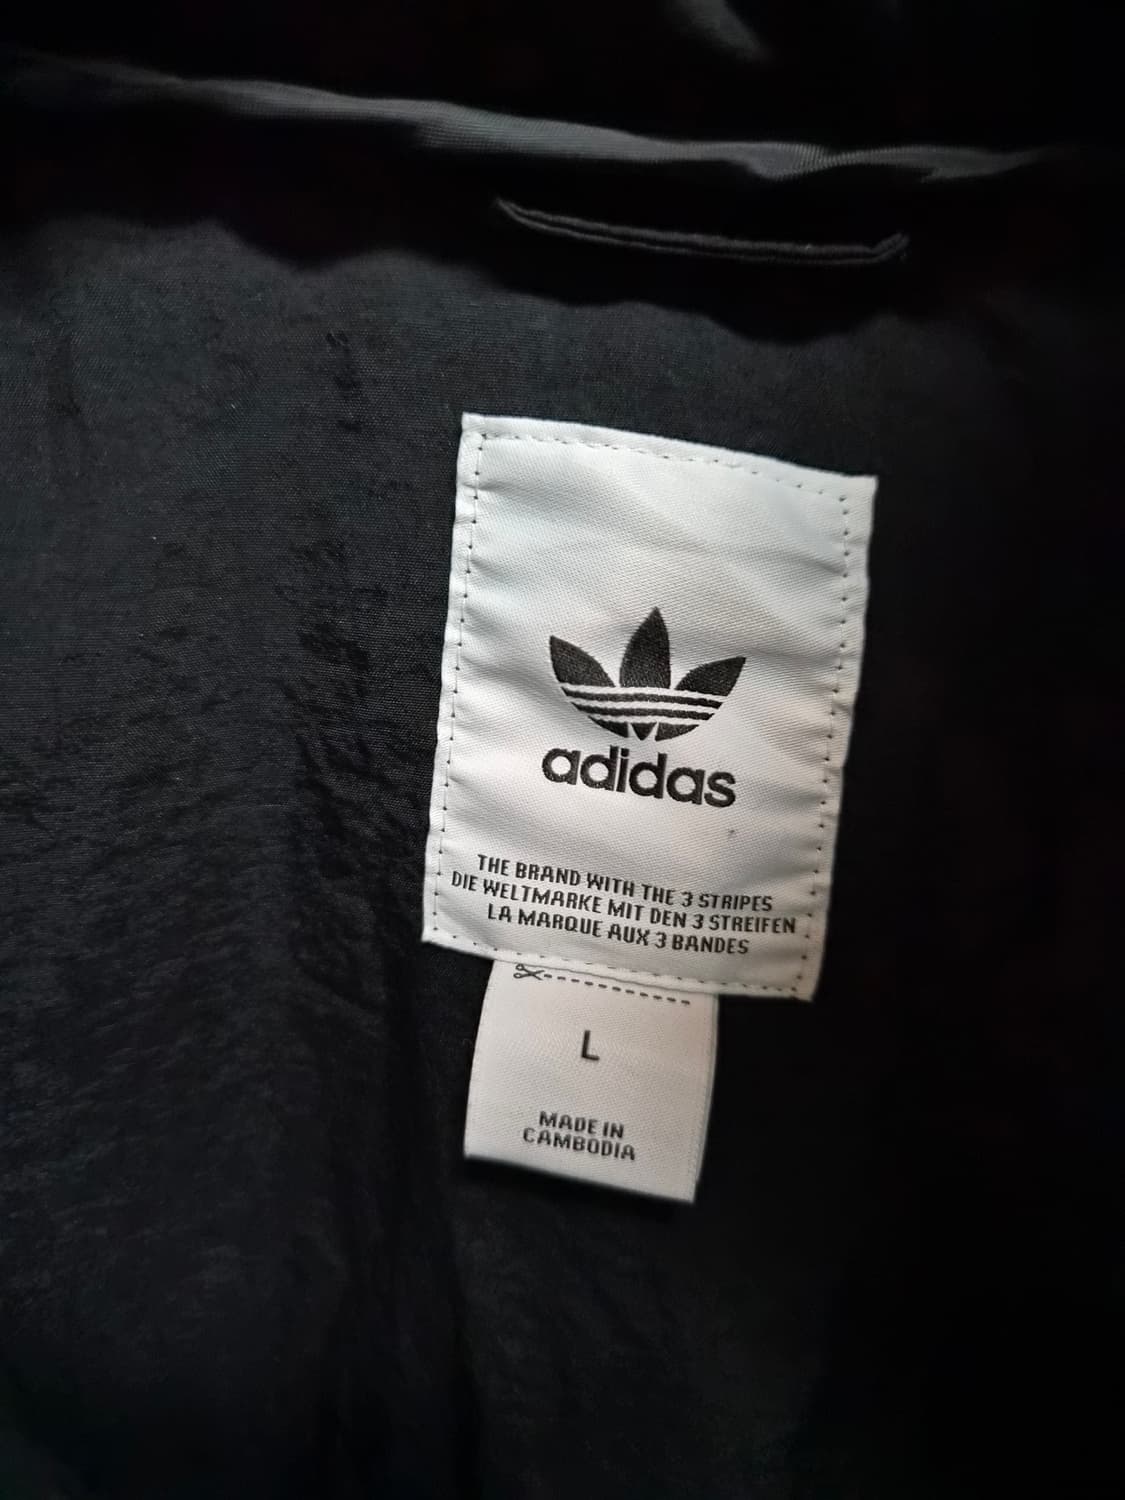 adidas
THE BRAND WITH THE 3 STRIPES
DIE WELTMARKE MIT DEN 3 STREIFEN
LA MARQUE AUX 3 BANDES
L
MADE IN
CAMBODIA